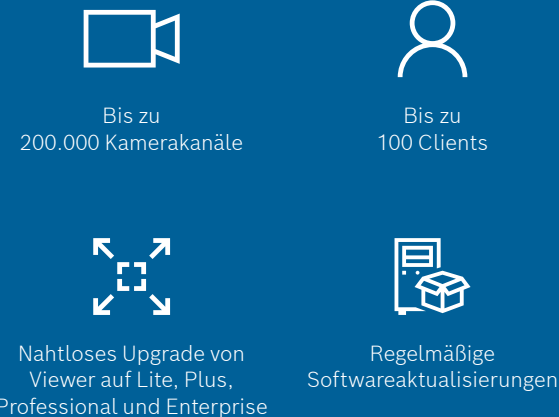 Bis zu
200.000 Kamerakanäle
Bis zu
100 Clients
Nahtloses Upgrade von
Viewer auf Lite, Plus,
Professional und Enterprise
Regelmäßige
Softwareaktualisierungen